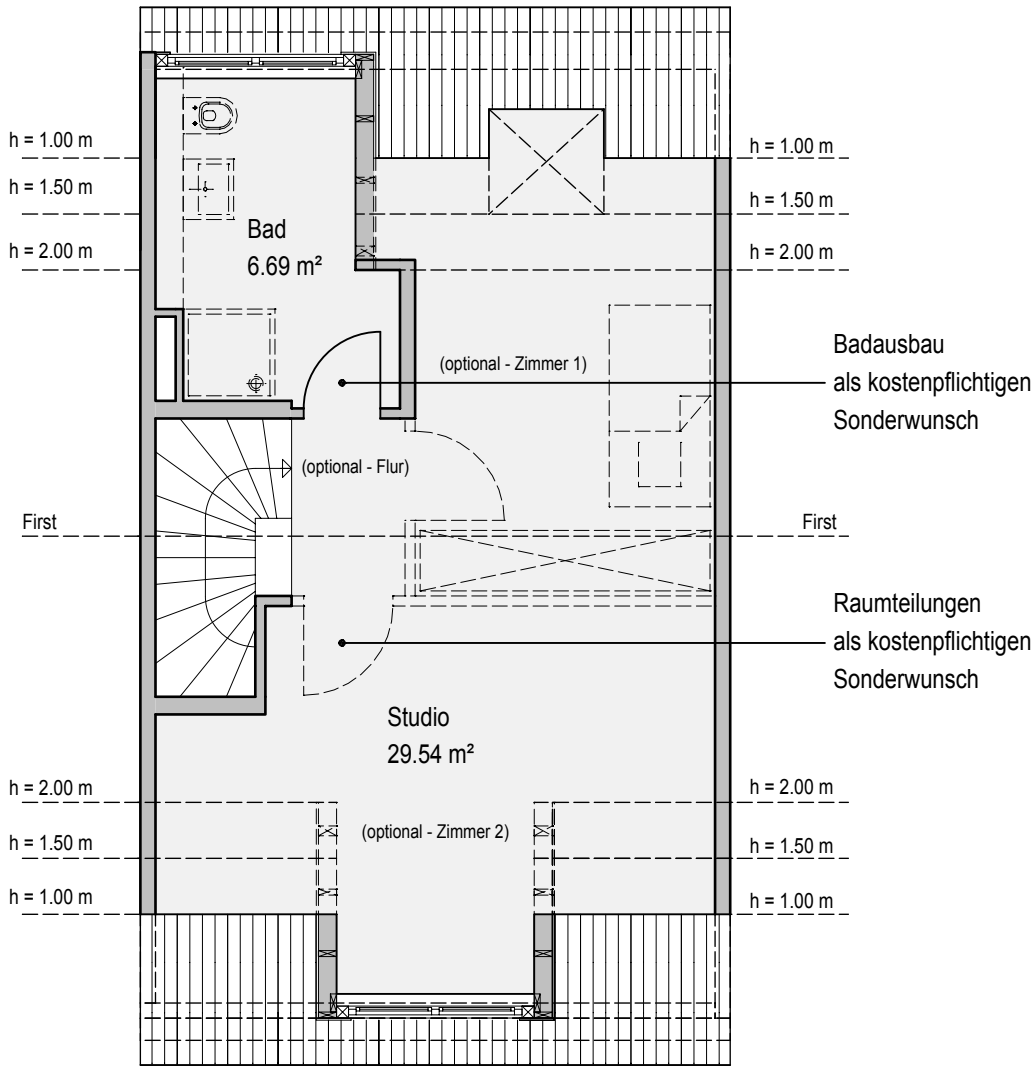 h = 1.00 m
h = 1.00 m
h = 1.50 m
h = 1.50 m
Bad
6.69 m²
h = 2.00 m
h = 2.00 m
(optional - Zimmer 1)
Badausbau
als kostenpflichtigen
Sonderwunsch
(optional - Flur)
First
First
Raumteilungen
als kostenpflichtigen
Sonderwunsch
Studio
29.54 m²
h = 2.00 m
h = 2.00 m
(optional - Zimmer 2)
h = 1.50 m
h = 1.50 m
h = 1.00 m
h = 1.00 m